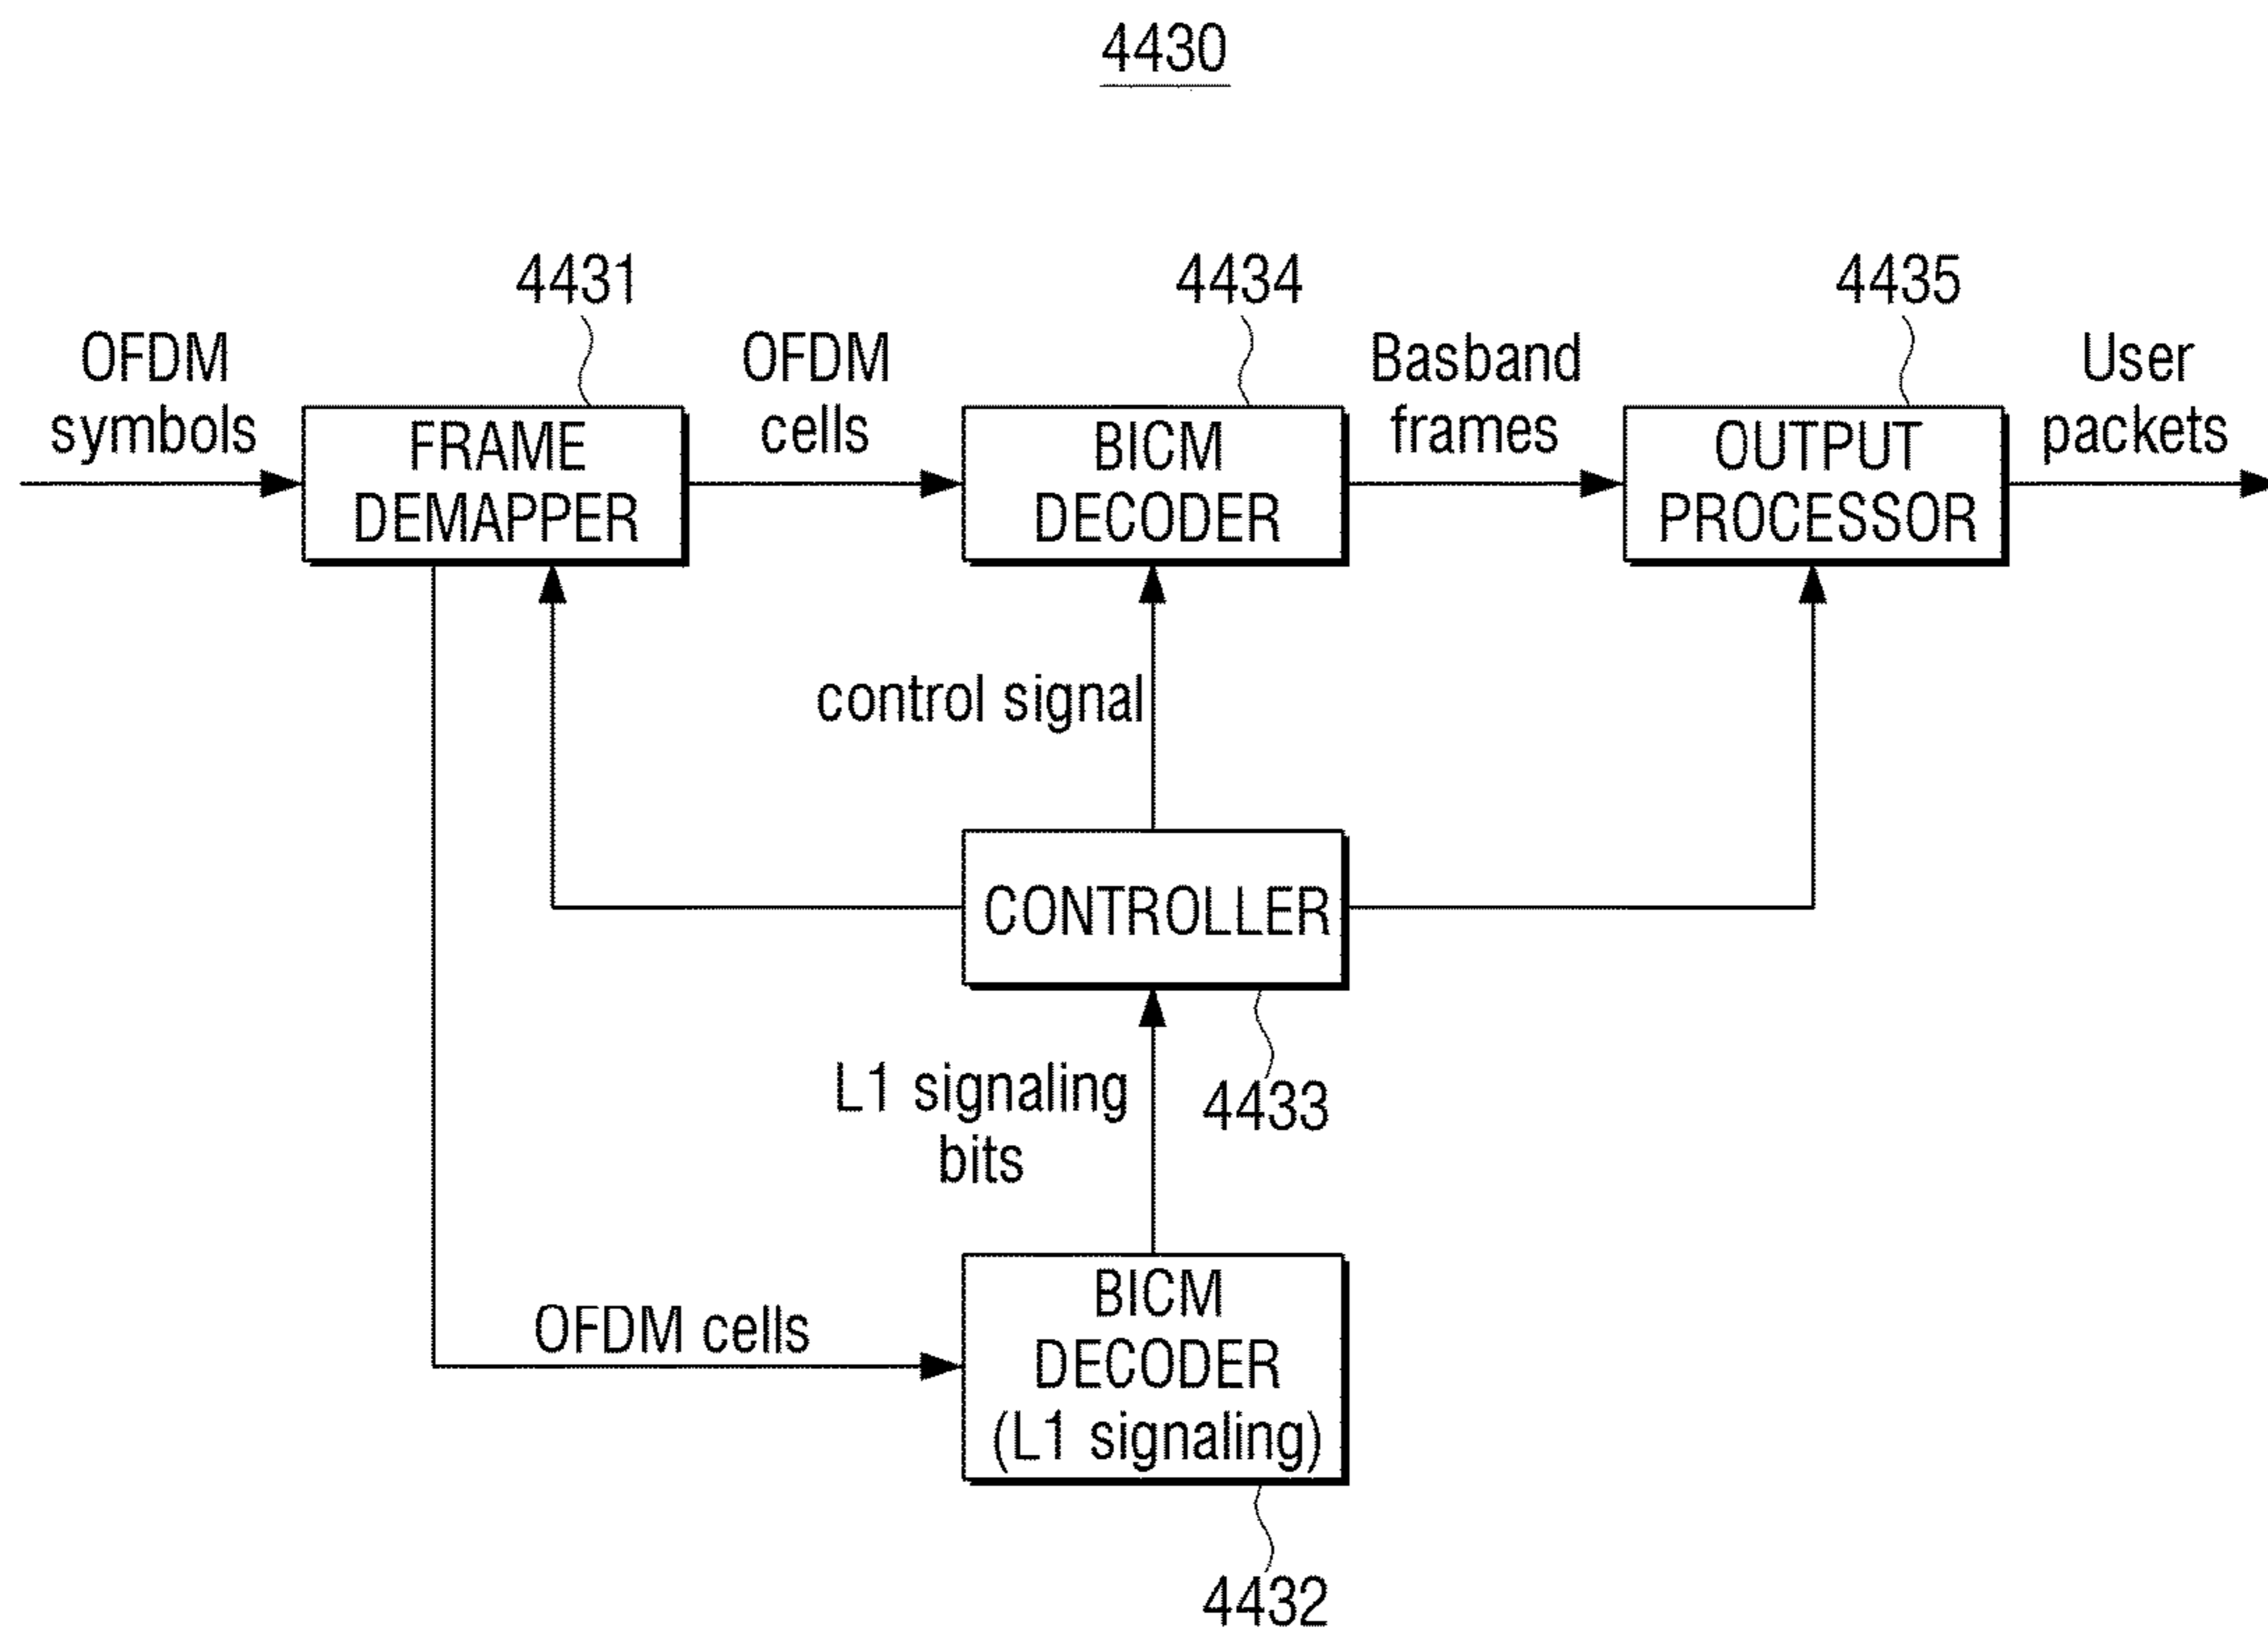 4430
4431
4434
4435
OFDM
symbols
OFDM
cells
Basband
frames
User
packets
FRAME
DEMAPPER
BICM
DECODER
OUTPUT
PROCESSOR
control signal
CONTROLLER
L1 signaling
bits
4433
OFDM cells
BICM
DECODER
(L1 signaling)
4432